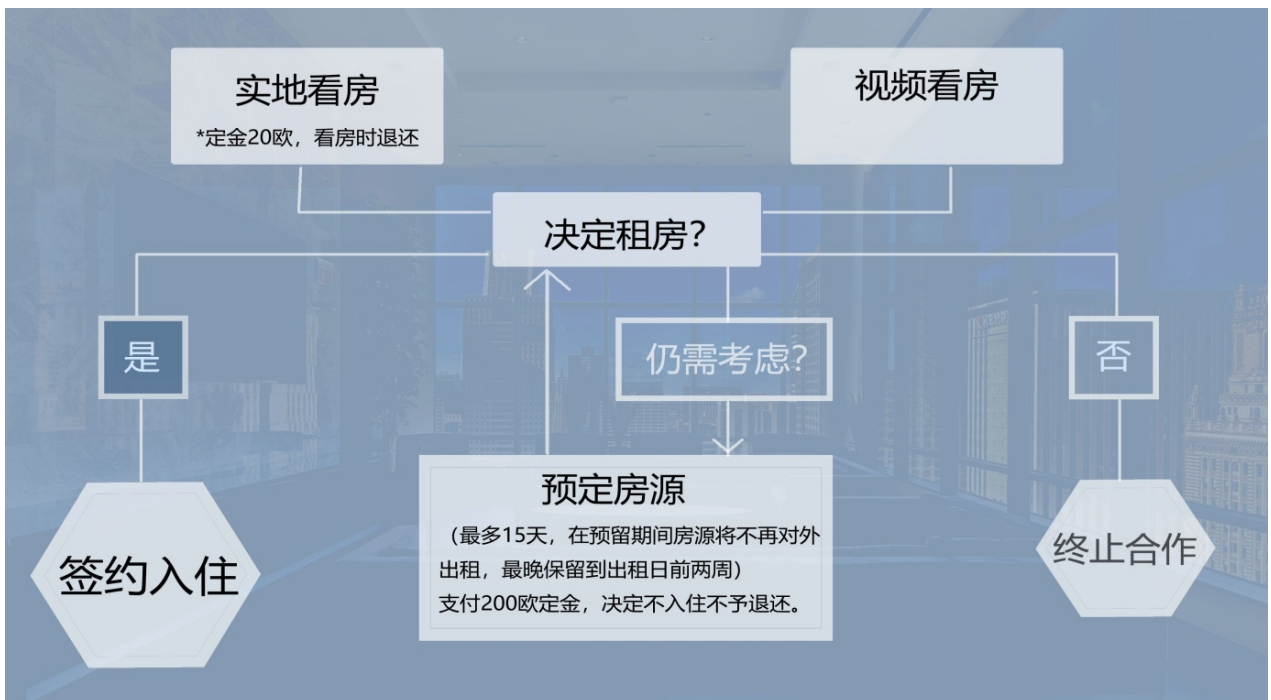 实地看房
*定金20欧，看房时退还
视频看房
决定租房？
是
仍需考虑？
否
预定房源
（最多15天，在预留期间房源将不再对外
出租，最晚保留到出租日前两周）
支付200欧定金，决定不入住不予退还。
签约入住
终止合作
KEMP